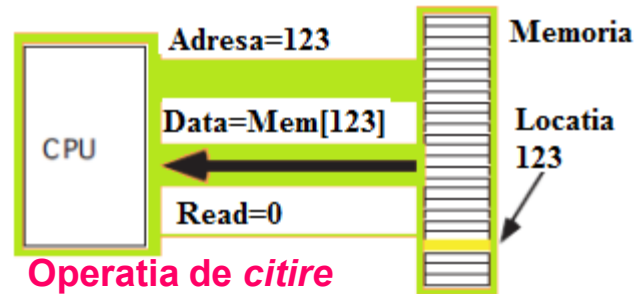 Adresa=123
Memoria
Data=Mem[123]
Locatia
123
CPU
Read=0
Operatia de citire